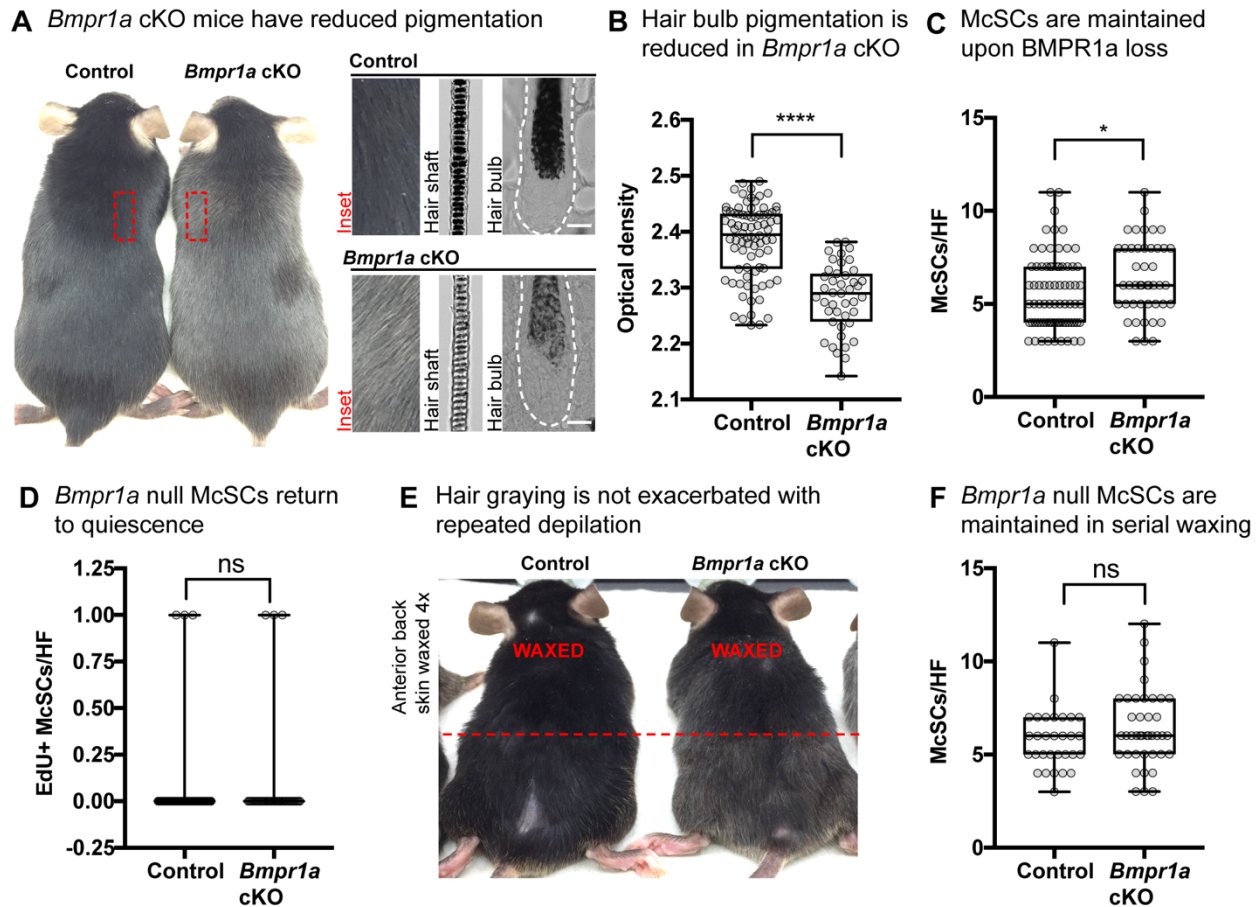 A Bmpr1a cKO mice have reduced pigmentation
Control
Bmpr1a cKO
Control
Inset
Hair shaft
Hair bulb
Bmpr1a cKO
Inset
Hair shaft
Hair bulb
B Hair bulb pigmentation is
reduced in Bmpr1a cKO
2.6
2.5
2.4
2.3
2.2
2.1
Optical density
****
Control
Bmpr1a
cKO
C McSCs are maintained
upon BMPR1a loss
15
10
5
0
McSCs/HF
*
Control
Bmpr1a
cKO
D Bmpr1a null McSCs return
to quiescence
1.25
1.00
0.75
0.50
0.25
0.00
-0.25
EdU+ McSCs/HF
ns
Control
Bmpr1a
cKO
E Hair graying is not exacerbated with
repeated depilation
Control
Bmpr1a cKO
Anterior back
skin waxed 4x
WAXED
WAXED
F Bmpr1a null McSCs are
maintained in serial waxing
15
10
5
0
McSCs/HF
ns
Control
Bmpr1a
cKO